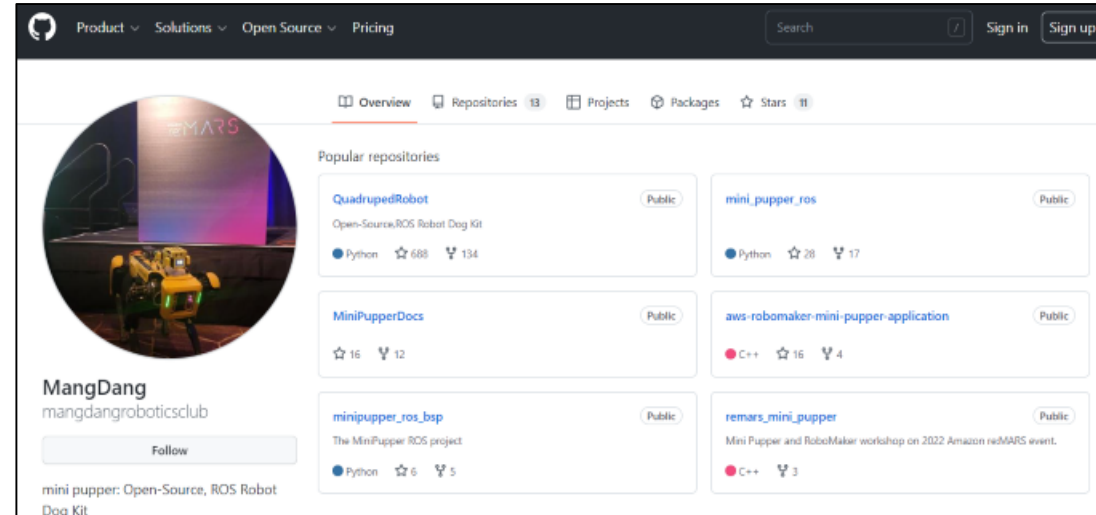 Product Solutions Open Source Pricing Search / Sign in Sign up
Overview Repositories 13 Projects Packages Stars 11
MARS
Popular repositories
QuadrupedRobot Public
Open-Source,ROS Robot Dog Kit
Python 688 134
mini_pupper_ros Public
Python 28 17
MiniPupperDocs Public
16 12
aws-robomaker-mini-pupper-application Public
C++ 16 4
minipupper_ros_bsp Public
The MiniPupper ROS project
Python 6 5
remars_mini_pupper Public
Mini Pupper and RoboMaker workshop on 2022 Amazon re:MARS event.
C++ 3
MangDang
mangdangroboticsclub
Follow
mini pupper: Open-Source, ROS Robot
Dog Kit